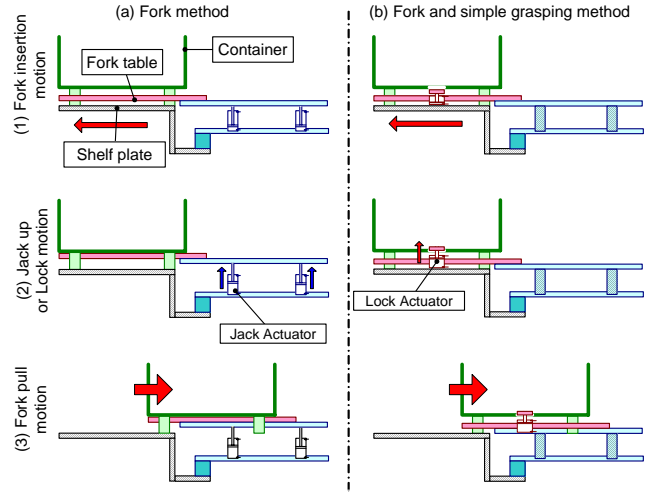 (a) Fork method
(b) Fork and simple grasping method
(1) Fork insertion
motion
Container
Fork table
Shelf plate
(2) Jack up
or Lock motion
Jack Actuator
Lock Actuator
(3) Fork pull
motion